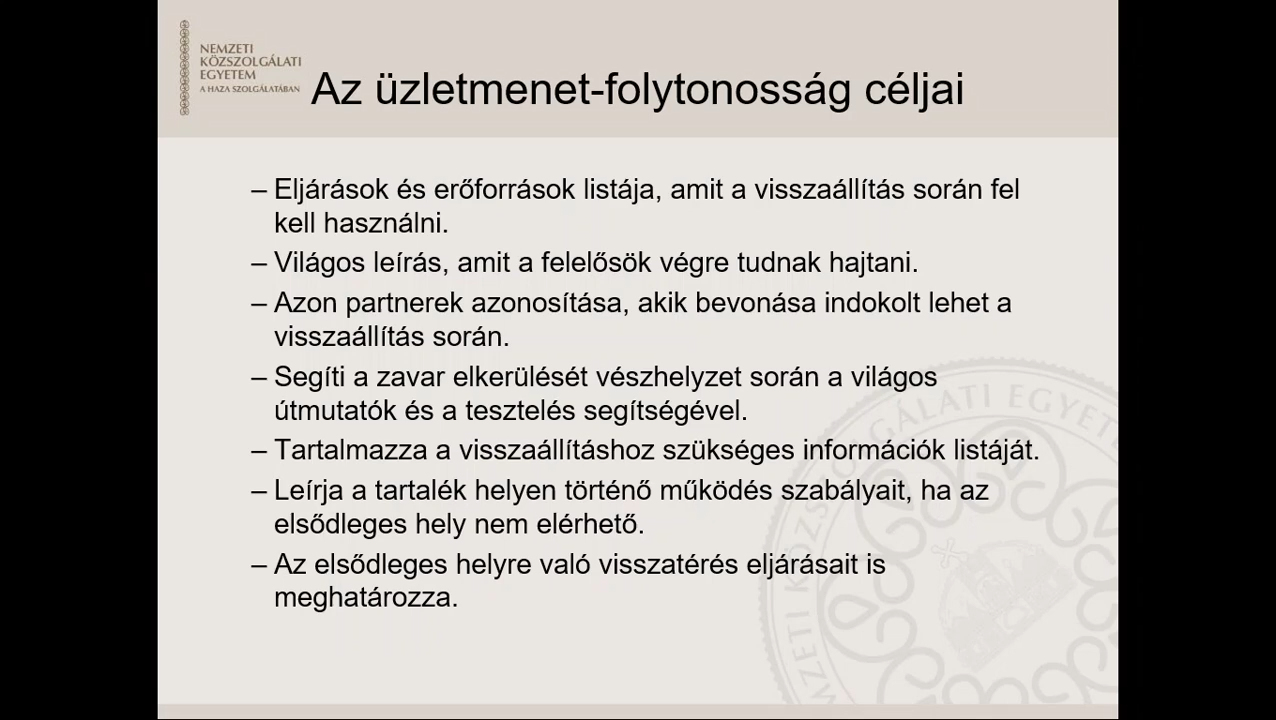 NEMZETI
KÖZSZOLGÁLATI
EGYETEM
A HAZA SZOLGÁLATÁBAN
Az üzletmenet-folytonosság céljai
– Eljárások és erőforrások listája, amit a visszaállítás során fel
kell használni.
– Világos leírás, amit a felelősök végre tudnak hajtani.
– Azon partnerek azonosítása, akik bevonása indokolt lehet a
visszaállítás során.
– Segíti a zavar elkerülését vészhelyzet során a világos
útmutatók és a tesztelés segítségével.
– Tartalmazza a visszaállításhoz szükséges információk listáját.
– Leírja a tartalék helyen történő működés szabályait, ha az
elsődleges hely nem elérhető.
– Az elsődleges helyre való visszatérés eljárásait is
meghatározza.
MZETI KÖZSZOLGÁLATI EGYETE